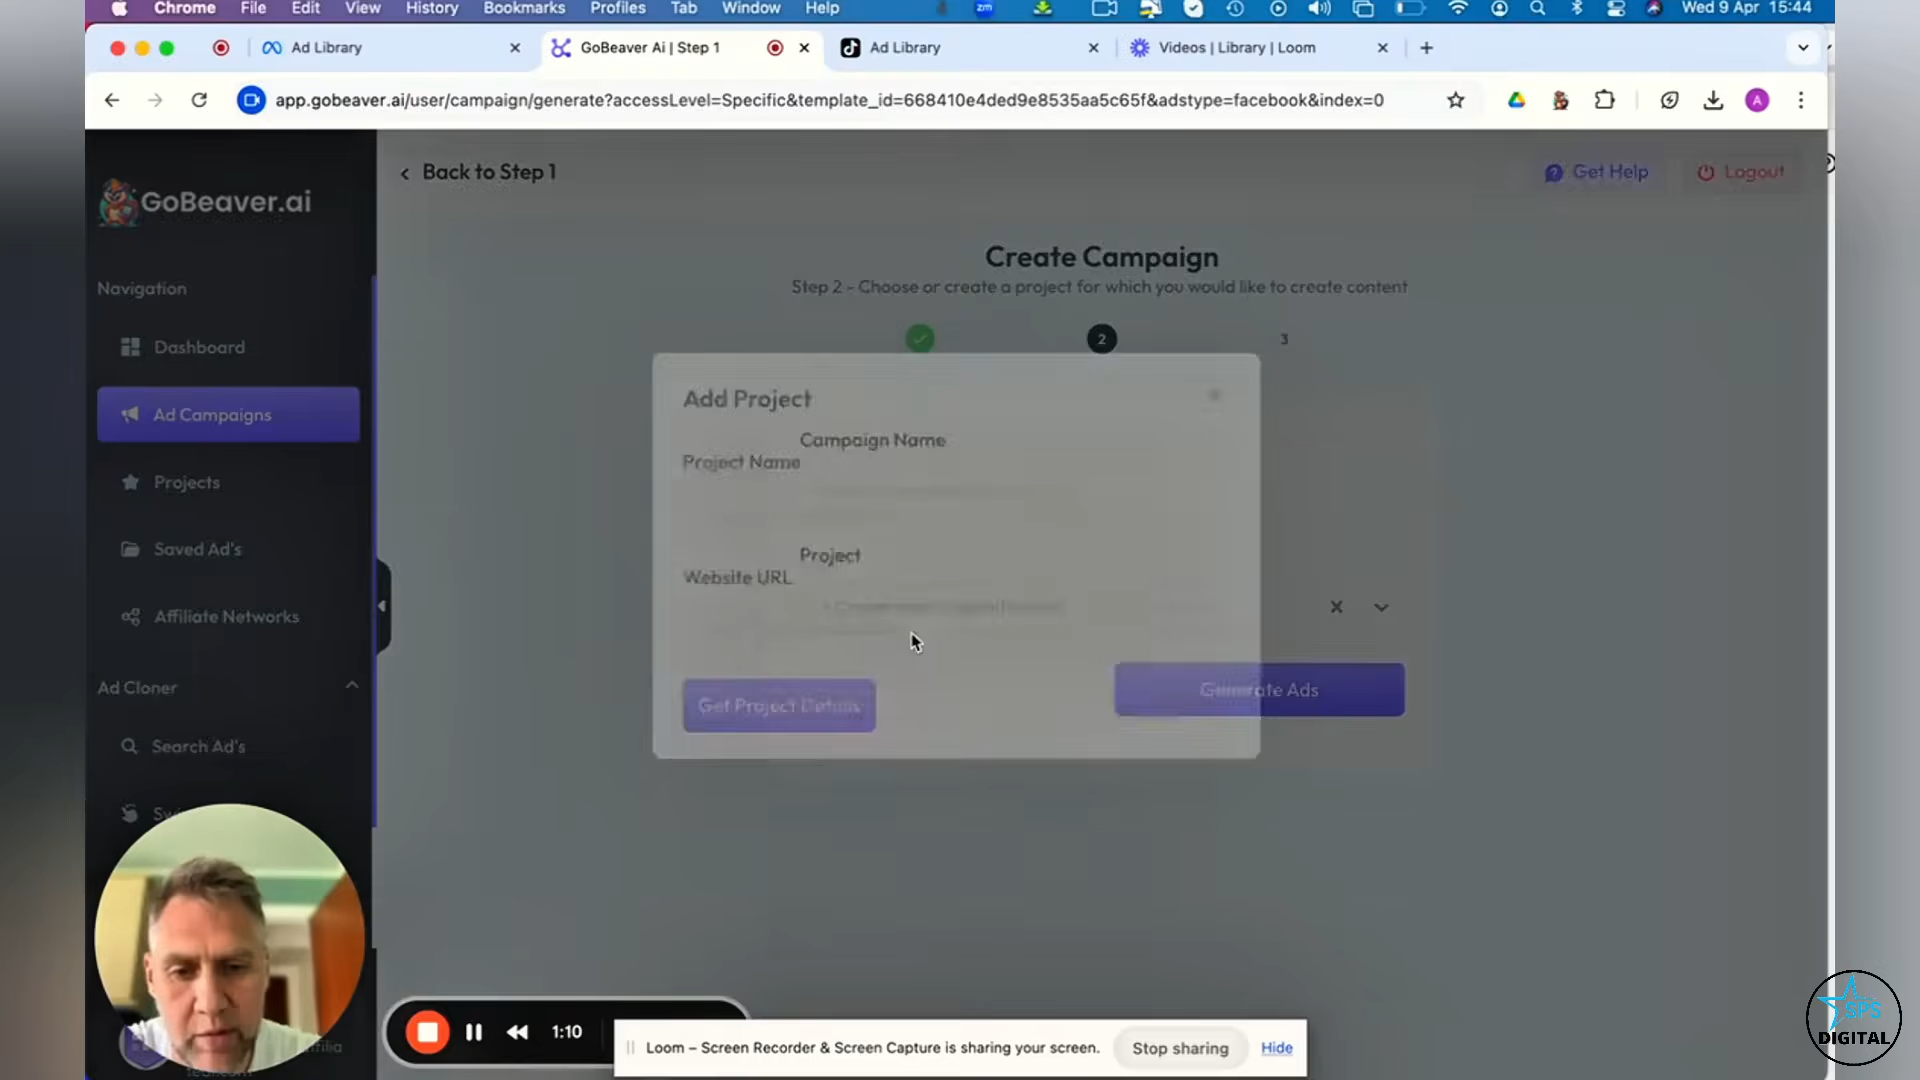 Chrome File Edit View History Bookmarks Profiles Tab Window Help zm Wed 9 Apr 15:44
Ad Library GoBeaver Ai | Step 1 Ad Library Videos | Library | Loom
app.gobeaver.ai/user/campaign/generate?accessLevel=Specific&template_id=668410e4ded9e8535aa5c65f&adstype=facebook&index=0 A
GoBeaver.ai
Back to Step 1
Get Help
Logout
Create Campaign
Step 2 - Choose or create a project for which you would like to create content
2
3
Navigation
Dashboard
Ad Campaigns
Projects
Saved Ad's
Affiliate Networks
Ad Cloner
Search Ad's
Add Project
Campaign Name
Project Name
Project
Website URL
Get Project Details
Generate Ads
1:10
Loom – Screen Recorder & Screen Capture is sharing your screen.
Stop sharing
Hide
SPS
DIGITAL